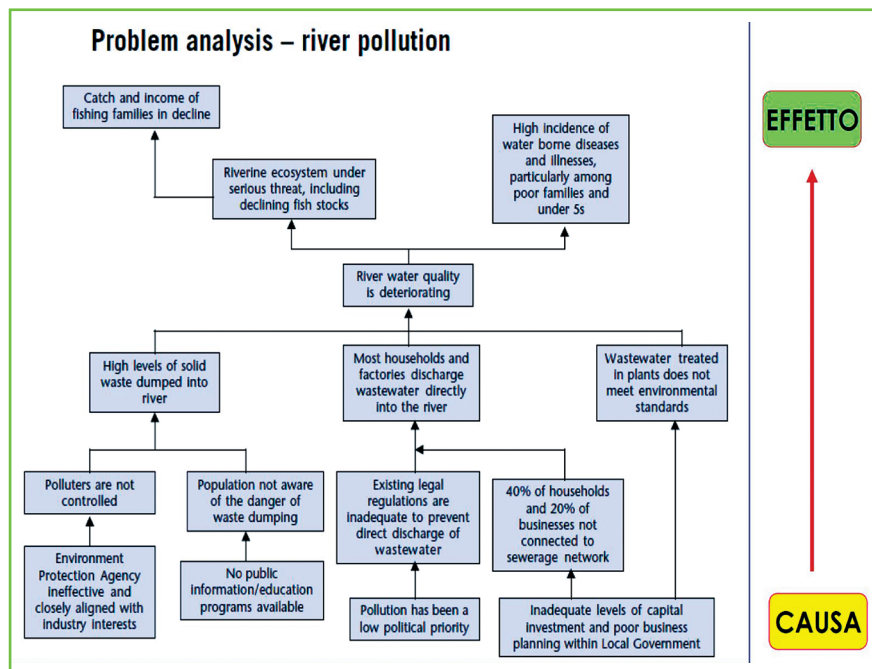 Problem analysis – river pollution
Catch and income of
fishing families in decline
EFFETTO
High incidence of
water borne diseases
and illnesses,
particularly among
poor families and
under 5s
Riverine ecosystem under
serious threat, including
declining fish stocks
River water quality
is deteriorating
High levels of solid
waste dumped into
river
Most households and
factories discharge
wastewater directly
into the river
Wastewater treated
in plants does not
meet environmental
standards
Polluters are not
controlled
Population not aware
of the danger of
waste dumping
Existing legal
regulations are
inadequate to prevent
direct discharge of
wastewater
40% of households
and 20% of
businesses not
connected to
sewerage network
Environment
Protection Agency
ineffective and
closely aligned with
industry interests
No public
information/education
programs available
Pollution has been a
low political priority
Inadequate levels of capital
investment and poor business
planning within Local Government
CAUSA